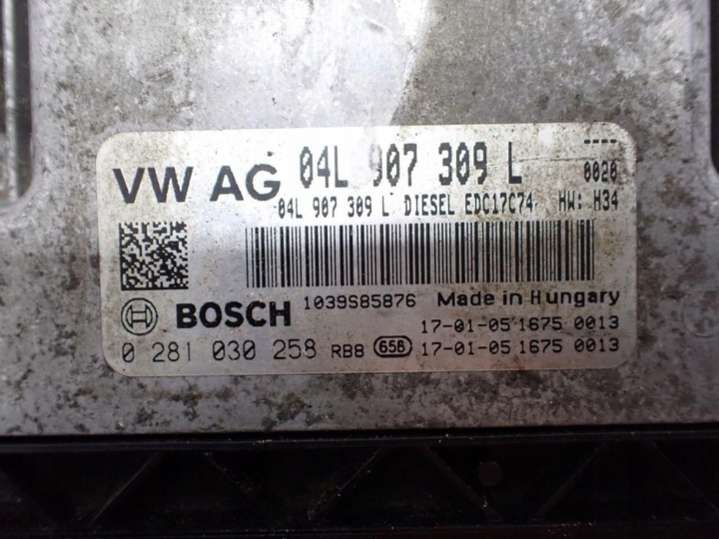 ----
VW AG 04L 907 309 L 0020
04L 907 309 L DIESEL EDC17C74 HW: H34
BOSCH 1039S85876 Made in Hungary
17-01-05 1675 0013
0 281 030 258 RB8 656 17-01-05 1675 0013